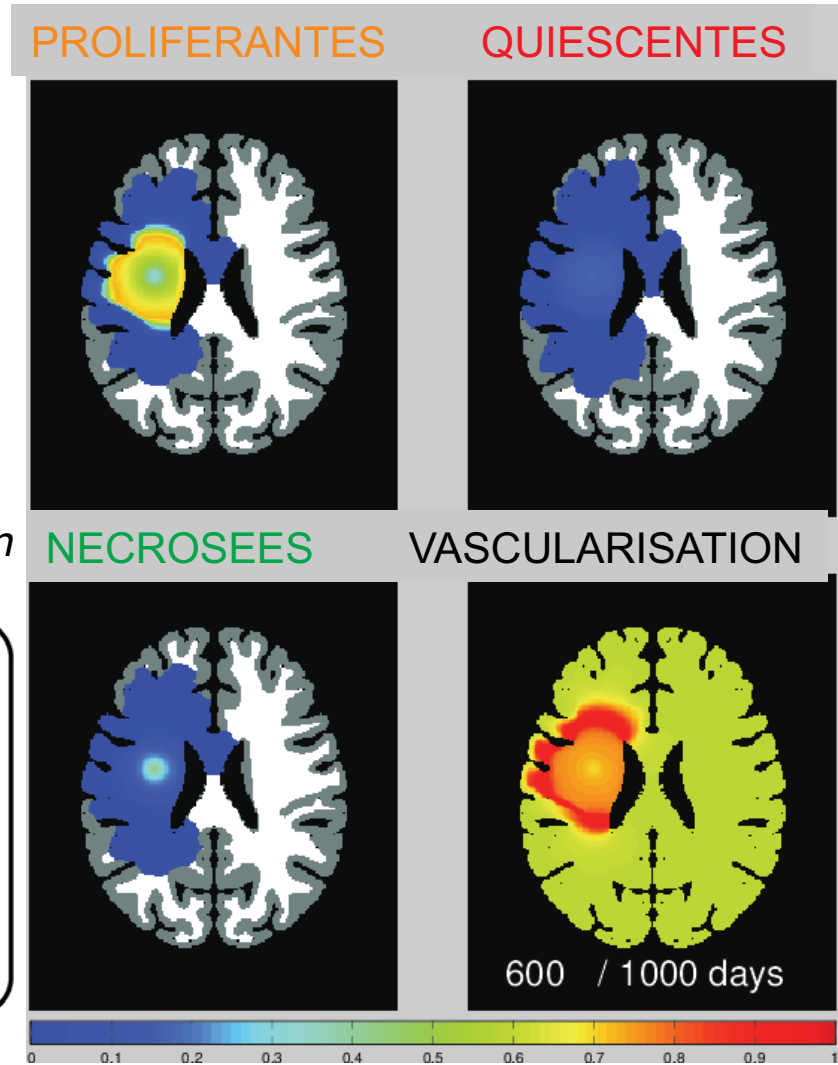 PROLIFERANTES QUIESCENTES
n NECROSEES VASCULARISATION
600 / 1000 days
0 0.1 0.2 0.3 0.4 0.5 0.6 0.7 0.8 0.9 1